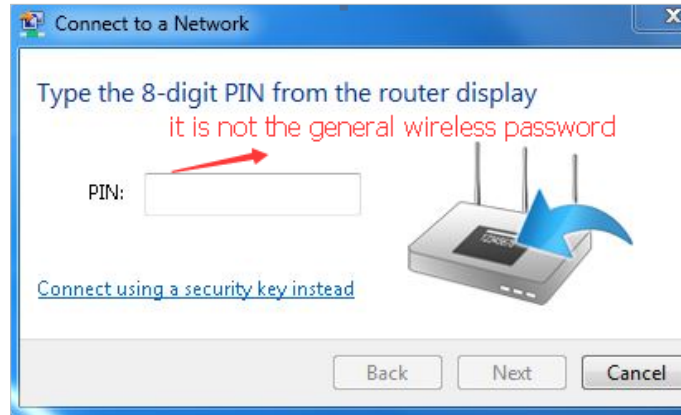 Connect to a Network
X
Type the 8-digit PIN from the router display
it is not the general wireless password
PIN:
12345670
Connect using a security key instead
Back
Next
Cancel